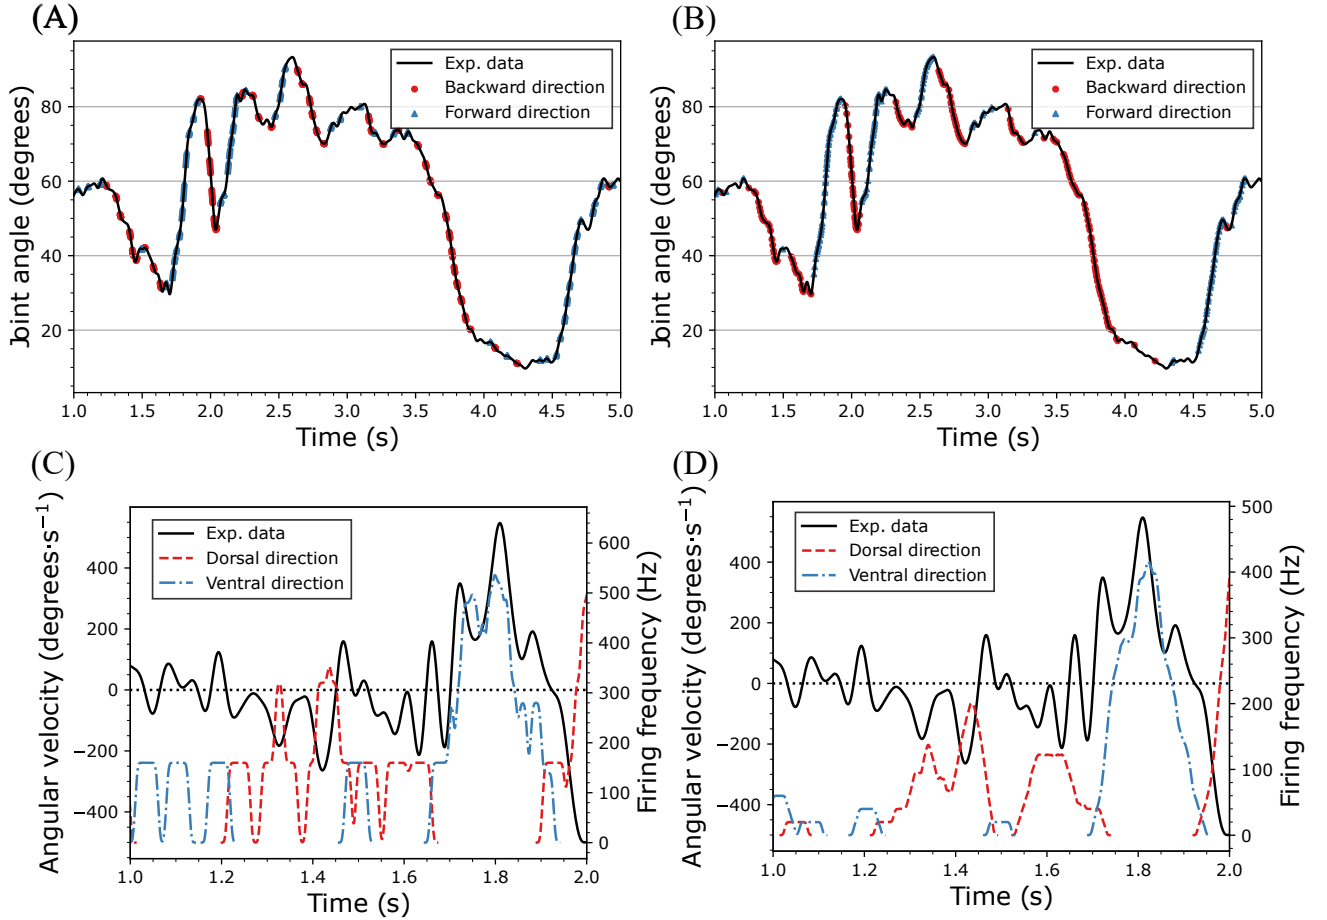 (A)
Joint angle (degrees)
80
60
40
20
Exp. data
Backward direction
Forward direction
1.0 1.5 2.0 2.5 3.0 3.5 4.0 4.5 5.0
Time (s)
(B)
Joint angle (degrees)
80
60
40
20
Exp. data
Backward direction
Forward direction
1.0 1.5 2.0 2.5 3.0 3.5 4.0 4.5 5.0
Time (s)
(C)
Angular velocity (degrees·s⁻¹)
400
200
0
−200
−400
Exp. data
Dorsal direction
Ventral direction
600
500
400
300
200
100
0
Firing frequency (Hz)
1.0 1.2 1.4 1.6 1.8 2.0
Time (s)
(D)
Angular velocity (degrees·s⁻¹)
400
200
0
−200
−400
Exp. data
Dorsal direction
Ventral direction
500
400
300
200
100
0
Firing frequency (Hz)
1.0 1.2 1.4 1.6 1.8 2.0
Time (s)